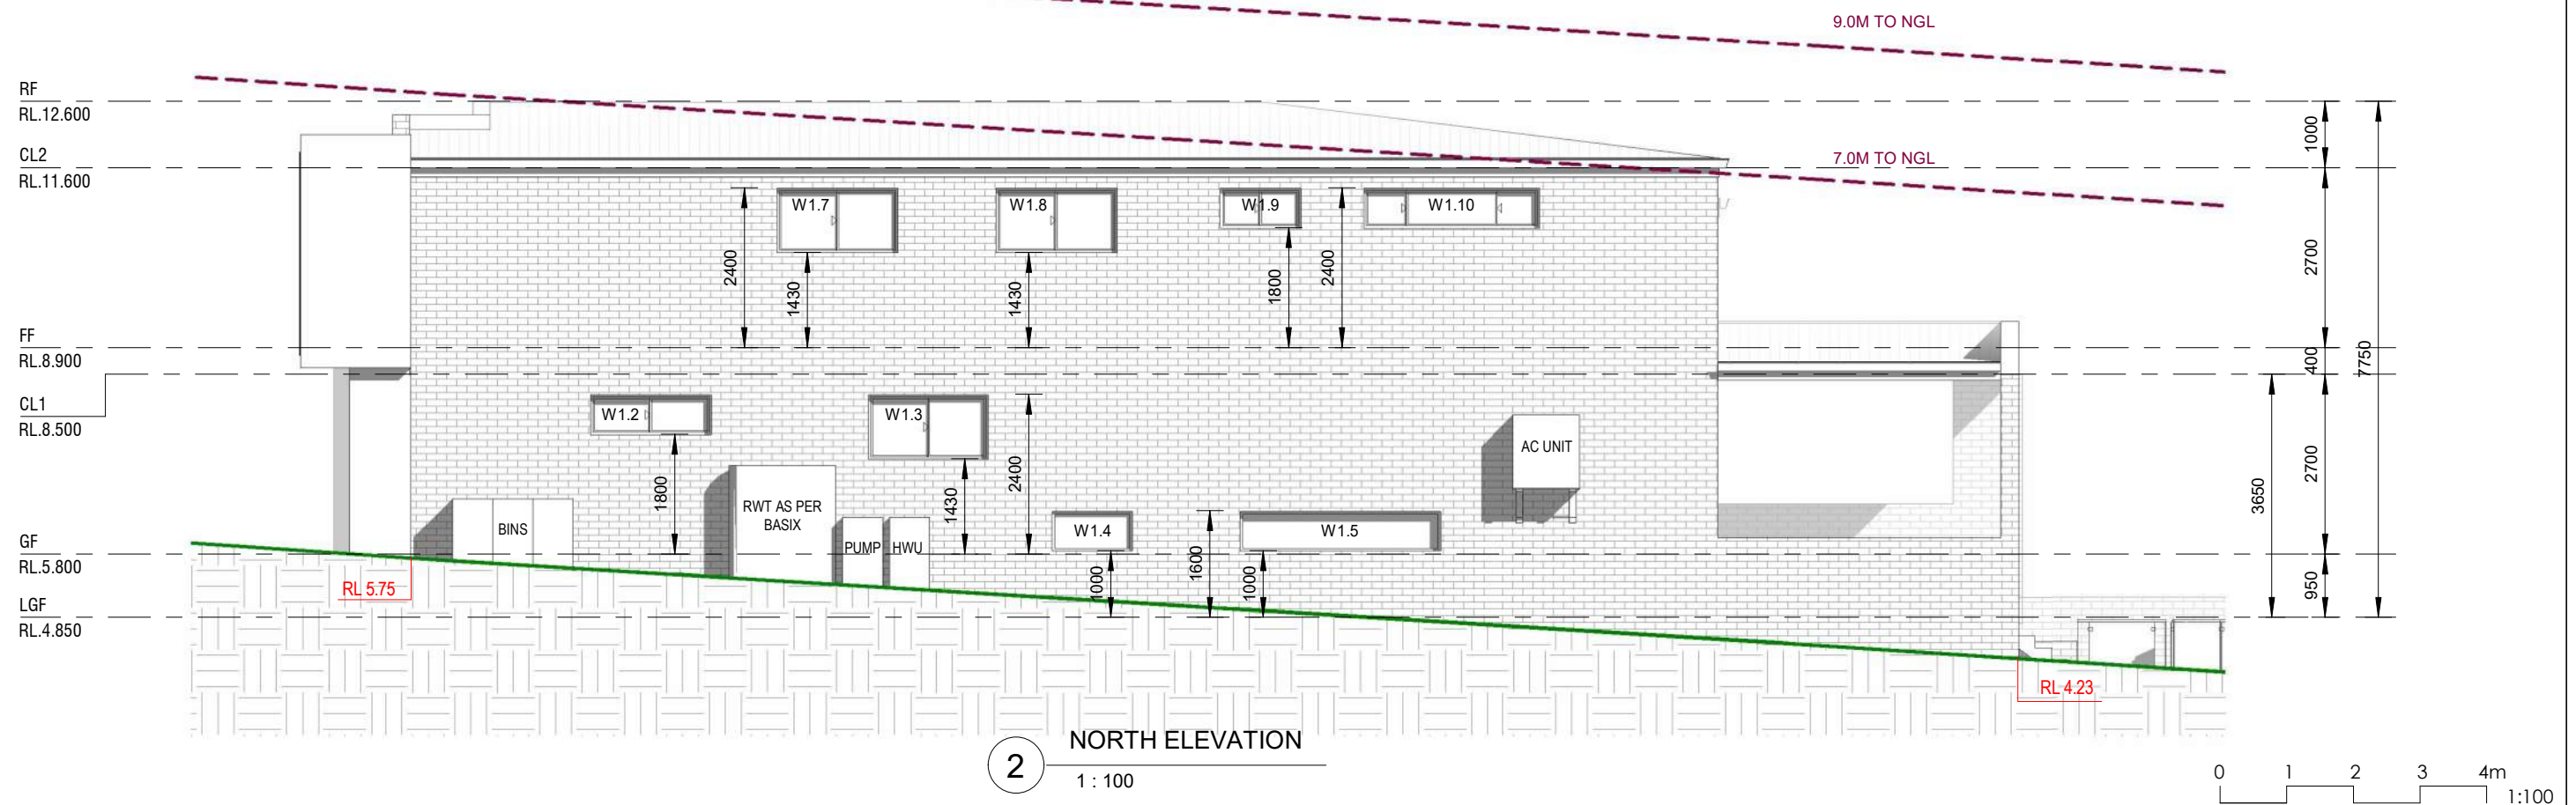 9.0M TO NGL
RF
RL.12.600
1000
CL2
RL.11.600
7.0M TO NGL
W1.7
W1.8
W1.9
W1.10
2400
1430
1430
1800
2400
2700
FF
RL.8.900
400
7750
CL1
RL.8.500
W1.2
W1.3
AC UNIT
1800
RWT AS PER
BASIX
1430
2400
2700
3650
BINS
PUMP
HWU
W1.4
W1.5
GF
RL.5.800
RL 5.75
1000
1600
1000
950
LGF
RL.4.850
RL 4.23
2
NORTH ELEVATION
1 : 100
0 1 2 3 4m
1:100